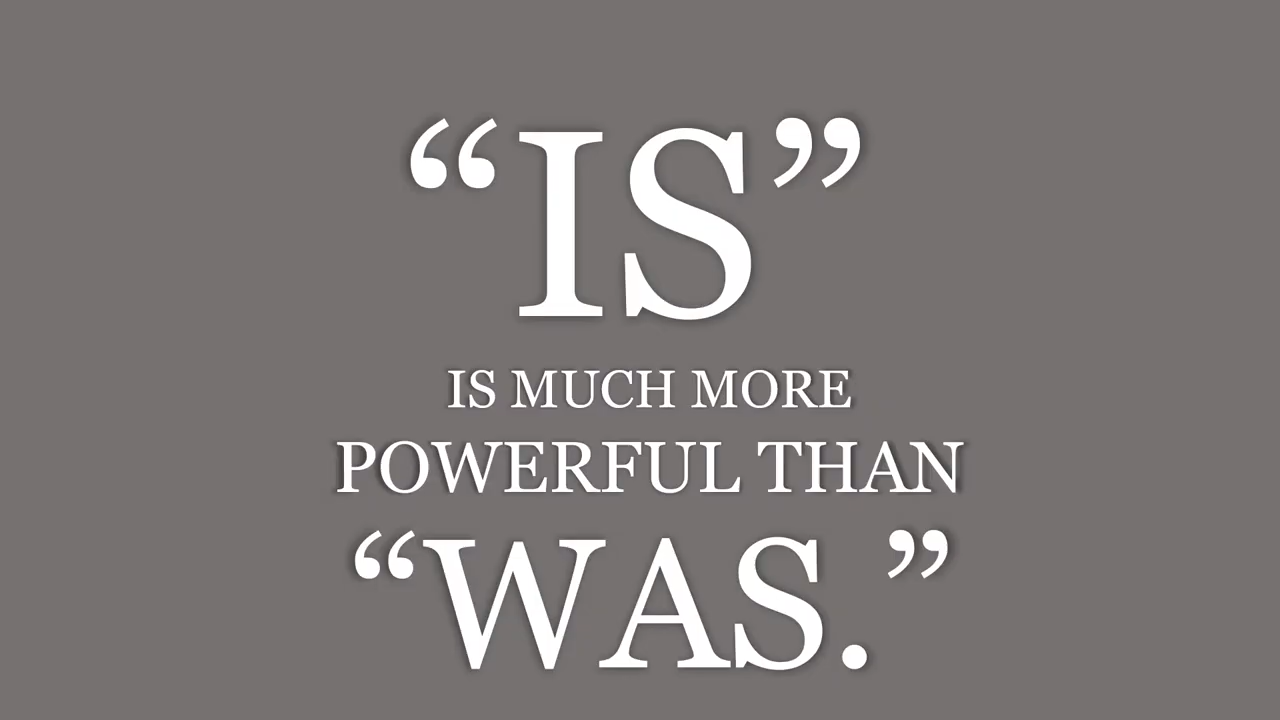 “IS”
IS MUCH MORE
POWERFUL THAN
“WAS.”